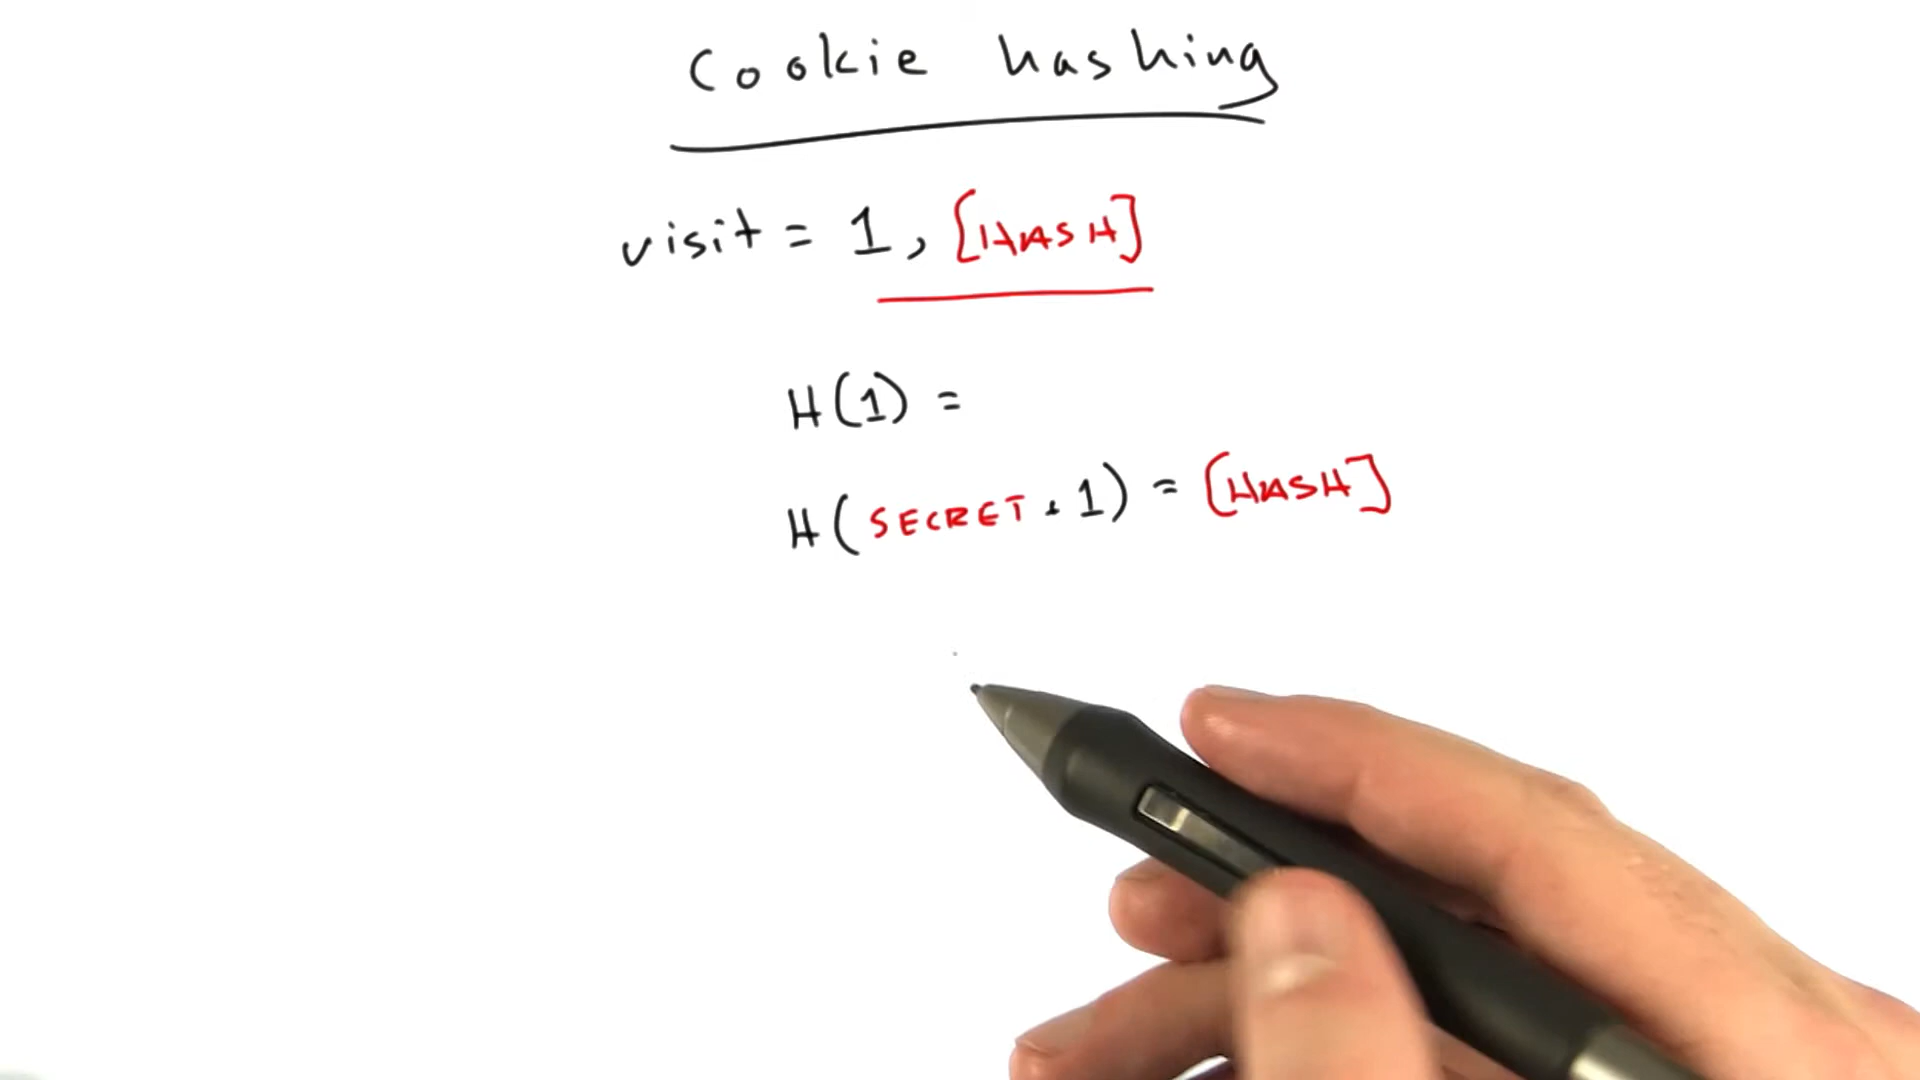 Cookie hashing
visit = 1, [HASH]
H(1) =
H(SECRET + 1) = [HASH]